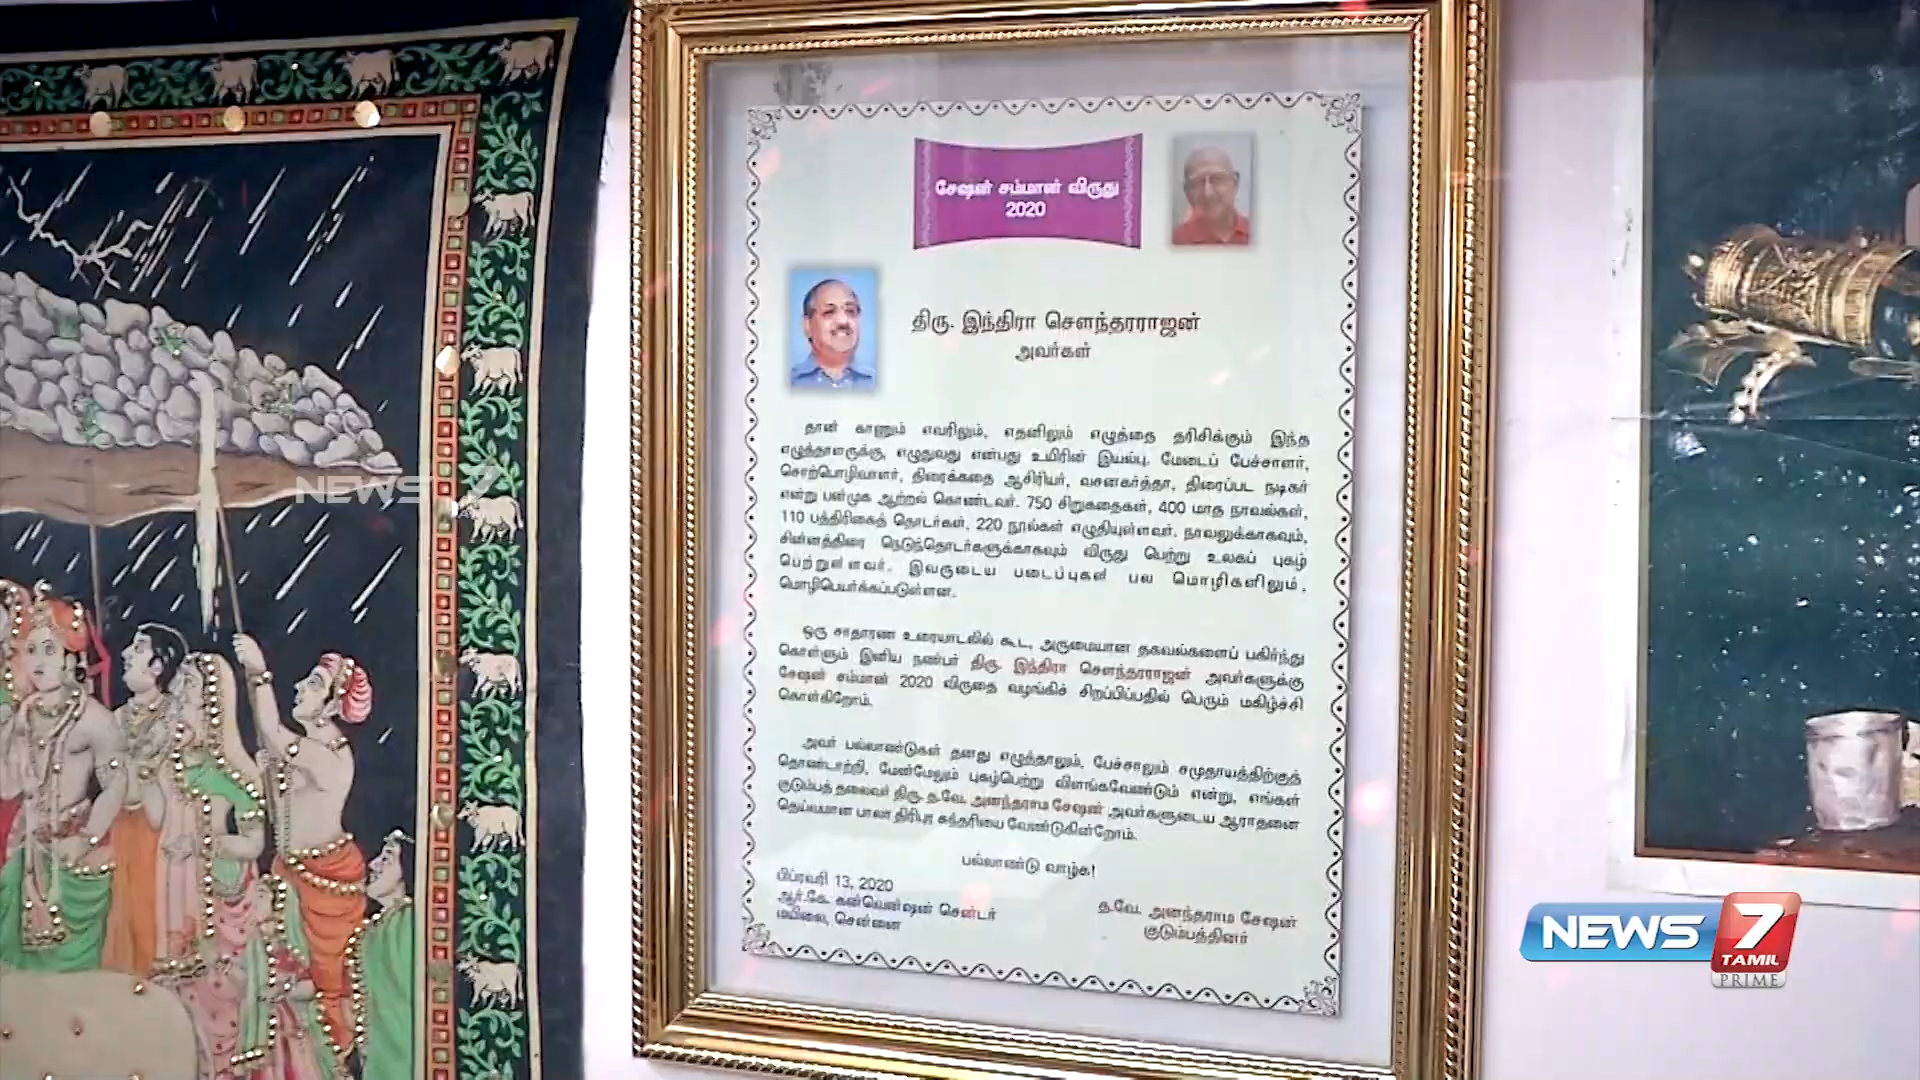 சேஷன் சம்மான் விருது
2020
திரு. இந்திரா சௌந்தரராஜன்
அவர்கள்
தான் காணும் எவரிலும், எதனிலும் எழுத்தை தரிசிக்கும் இந்த
எழுத்தாளருக்கு, எழுதுவது என்பது உயிரின் இயல்பு. மேடைப் பேச்சாளர்,
சொற்பொழிவாளர், திரைக்கதை ஆசிரியர், வசனகர்த்தா, திரைப்பட நடிகர்
என்று பன்முக ஆற்றல் கொண்டவர். 750 சிறுகதைகள், 400 மாத நாவல்கள்,
110 பத்திரிகைத் தொடர்கள், 220 நூல்கள் எழுதியுள்ளவர். நாவலுக்காகவும்,
சின்னத்திரை நெடுந்தொடர்களுக்காகவும் விருது பெற்று உலகப் புகழ்
பெற்றுள்ளவர். இவருடைய படைப்புகள் பல மொழிகளிலும்,
மொழிபெயர்க்கப்படுள்ளன.
ஒரு சாதாரண உரையாடலில் கூட, அருமையான தகவல்களைப் பகிர்ந்து
கொள்ளும் இனிய நண்பர் திரு. இந்திரா சௌந்தரராஜன் அவர்களுக்கு
சேஷன் சம்மான் 2020 விருதை வழங்கிச் சிறப்பிப்பதில் பெரும் மகிழ்ச்சி
கொள்கிறோம்.
அவர் பல்லாண்டுகள் தனது எழுத்தாலும், பேச்சாலும் சமுதாயத்திற்குத்
தொண்டாற்றி, மேன்மேலும் புகழ்பெற்று விளங்கவேண்டும் என்று, எங்கள்
குடும்பத் தலைவர் திரு. த.வே. அனந்தராம சேஷன் அவர்களுடைய ஆராதனை
தெய்வமான பாலா திரிபுர சுந்தரியை வேண்டுகின்றோம்.
பல்லாண்டு வாழ்க!
பிப்ரவரி 13, 2020
ஆர்.கே. கன்வென்ஷன் சென்டர்
மயிலை, சென்னை
த.வே. அனந்தராம சேஷன்
குடும்பத்தினர்
NEWS 7
NEWS 7
TAMIL
PRIME